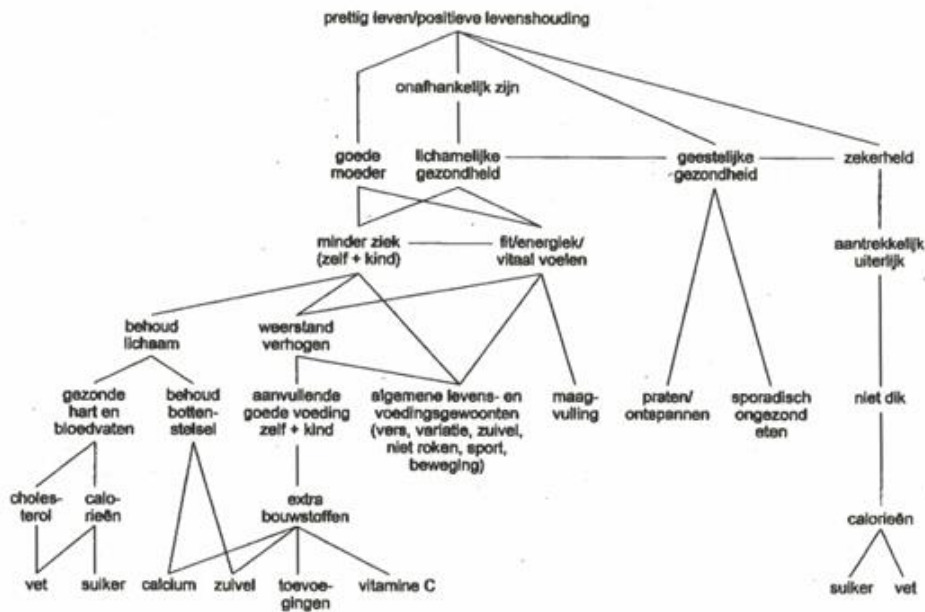 prettig leven/positieve levenshouding
onafhankelijk zijn
goede
moeder
lichamelijke
gezondheid
geestelijke
gezondheid
zekerheid
minder ziek
(zelf + kind)
fit/energiek/
vitaal voelen
aantrekkelijk
uiterlijk
behoud
lichaam
weerstand
verhogen
gezonde
hart en
bloedvaten
behoud
botten-
stelsel
aanvullende
goede voeding
zelf + kind
algemene levens- en
voedingsgewoonten
(vers, variatie, zuivel,
niet roken, sport,
beweging)
maag-
vulling
praten/
ontspannen
sporadisch
ongezond
eten
niet dik
choles-
terol
calo-
rieën
extra
bouwstoffen
calorieën
vet
suiker
calcium
zuivel
toevoe-
gingen
vitamine C
suiker
vet